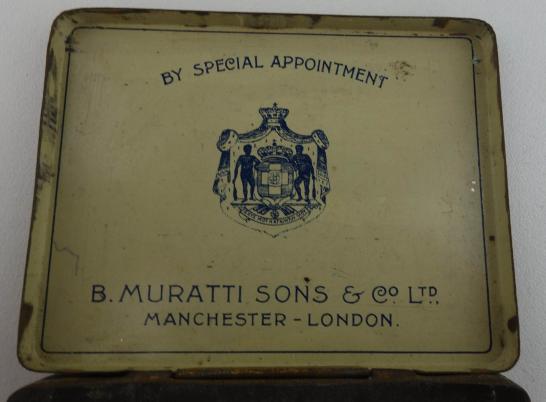 BY SPECIAL APPOINTMENT
B. MURATTI SONS & Co. LTD.
MANCHESTER - LONDON.